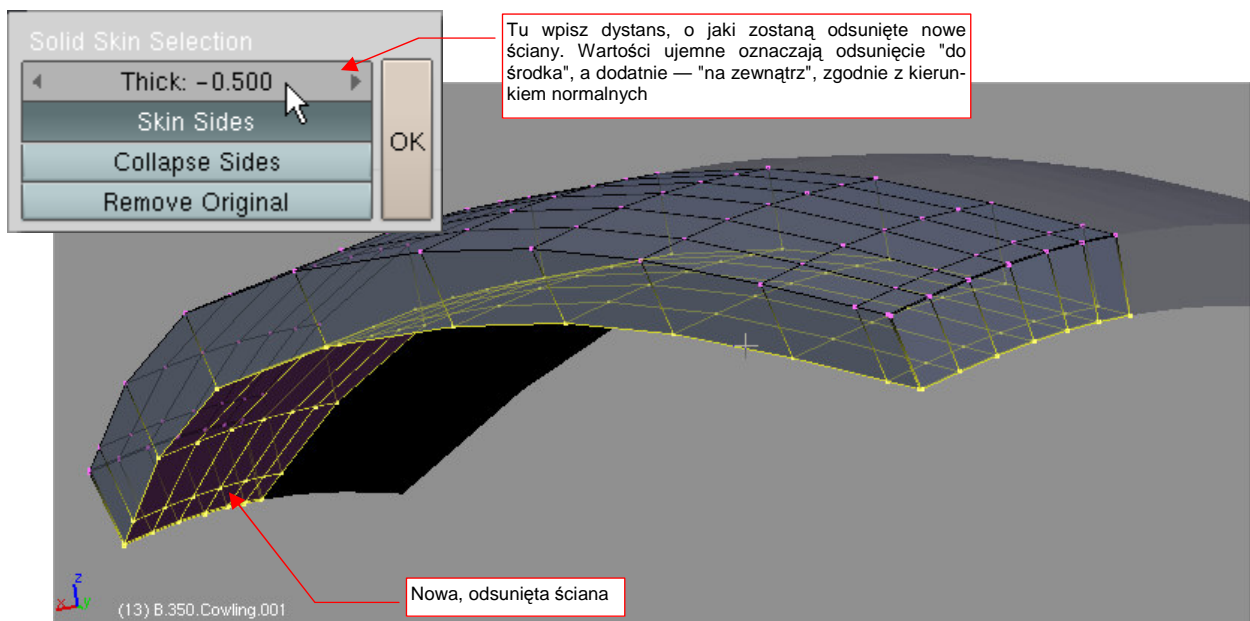 Solid Skin Selection
Thick: -0.500
Skin Sides
Collapse Sides
Remove Original
OK
Tu wpisz dystans, o jaki zostaną odsunięte nowe
ściany. Wartości ujemne oznaczają odsunięcie "do
środka", a dodatnie — "na zewnątrz", zgodnie z kierun-
kiem normalnych
Nowa, odsunięta ściana
z
x
y
(13) B.350.Cowling.001